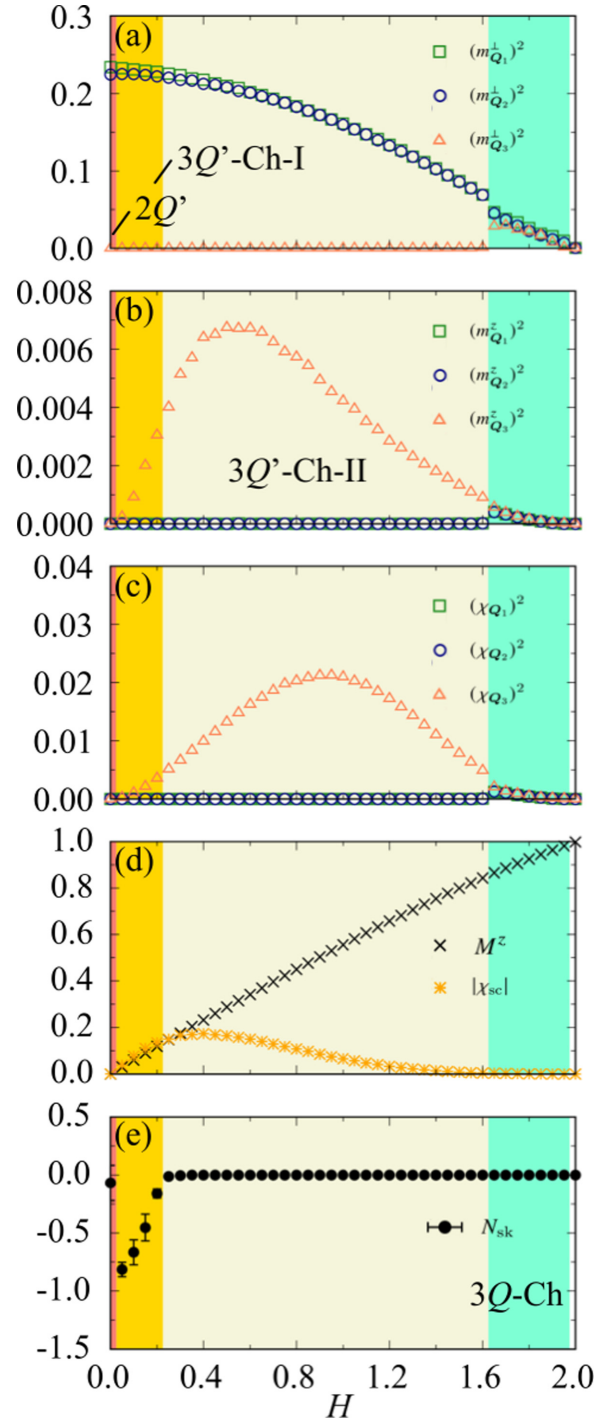 (a)
0.3
0.2
0.1
0.0
(m⊥Q₁)²
(m⊥Q₂)²
(m⊥Q₃)²
3Q'-Ch-I
2Q'
(b)
0.008
0.006
0.004
0.002
0.000
(mᶻQ₁)²
(mᶻQ₂)²
(mᶻQ₃)²
3Q'-Ch-II
(c)
0.04
0.03
0.02
0.01
0.00
(χQ₁)²
(χQ₂)²
(χQ₃)²
(d)
1.0
0.8
0.6
0.4
0.2
0.0
Mᶻ
|χsc|
(e)
0.5
0.0
-0.5
-1.0
-1.5
Nsk
3Q-Ch
0.0 0.4 0.8 1.2 1.6 2.0
H